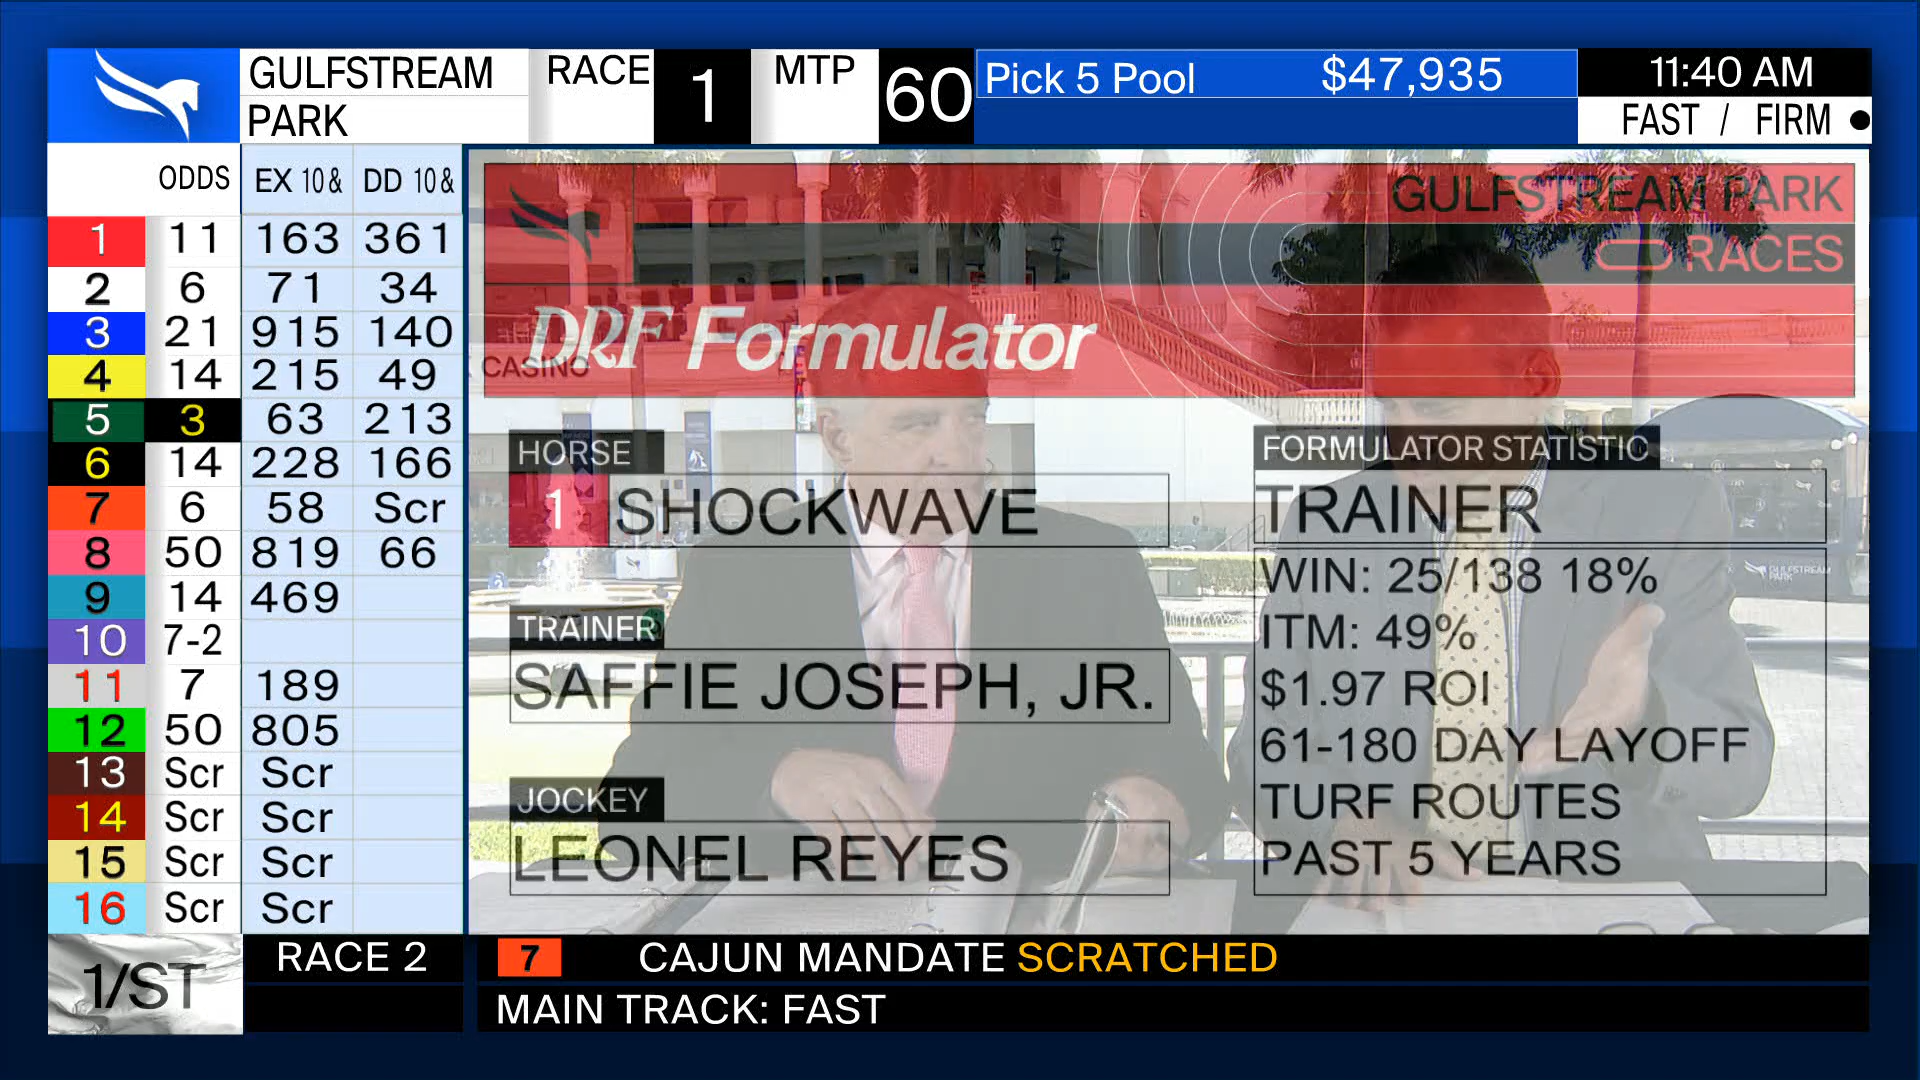 GULFSTREAM PARK
RACE 1 MTP 60
Pick 5 Pool $47,935
11:40 AM
FAST / FIRM
ODDS EX 10& DD 10&
1 11 163 361
2 6 71 34
3 21 915 140
4 14 215 49
5 3 63 213
6 14 228 166
7 6 58 Scr
8 50 819 66
9 14 469
10 7-2
11 7 189
12 50 805
13 Scr Scr
14 Scr Scr
15 Scr Scr
16 Scr Scr
GULFSTREAM PARK
RACES
DRF Formulator
CASINO
HORSE
1 SHOCKWAVE
TRAINER
SAFFIE JOSEPH, JR.
JOCKEY
LEONEL REYES
FORMULATOR STATISTIC
TRAINER
WIN: 25/138 18%
ITM: 49%
$1.97 ROI
61-180 DAY LAYOFF
TURF ROUTES
PAST 5 YEARS
GULFSTREAM
PARK
1/ST
RACE 2
7 CAJUN MANDATE SCRATCHED
MAIN TRACK: FAST